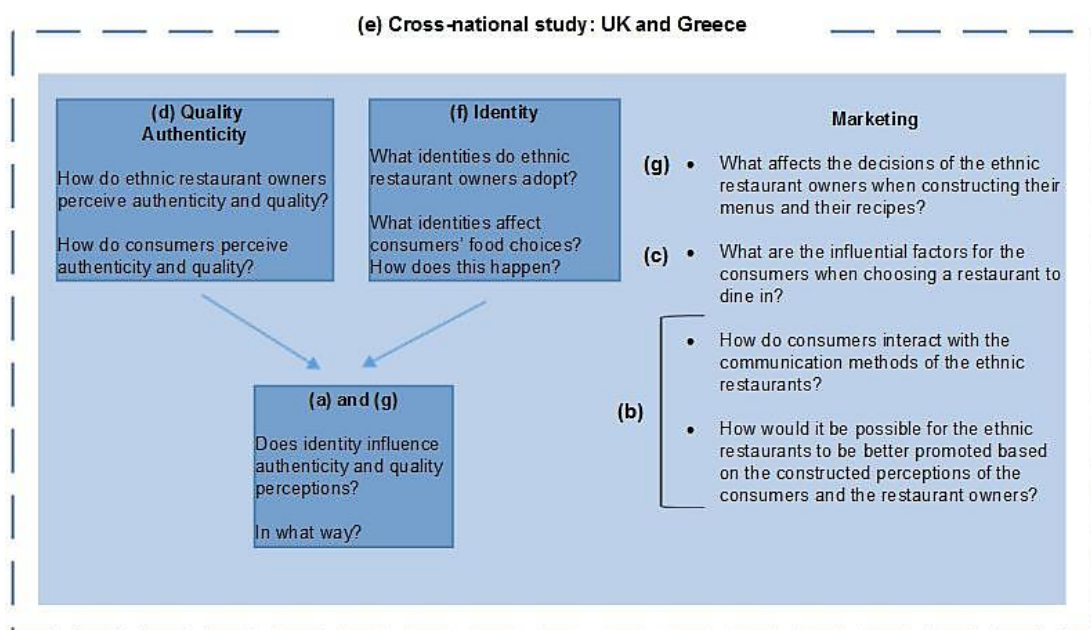 (e) Cross-national study: UK and Greece
(d) Quality
Authenticity
How do ethnic restaurant owners
perceive authenticity and quality?
How do consumers perceive
authenticity and quality?
(f) Identity
What identities do ethnic
restaurant owners adopt?
What identities affect
consumers' food choices?
How does this happen?
(a) and (g)
Does identity influence
authenticity and quality
perceptions?
In what way?
Marketing
(g) • What affects the decisions of the ethnic
restaurant owners when constructing their
menus and their recipes?
(c) • What are the influential factors for the
consumers when choosing a restaurant to
dine in?
(b)
• How do consumers interact with the
communication methods of the ethnic
restaurants?
• How would it be possible for the ethnic
restaurants to be better promoted based
on the constructed perceptions of the
consumers and the restaurant owners?